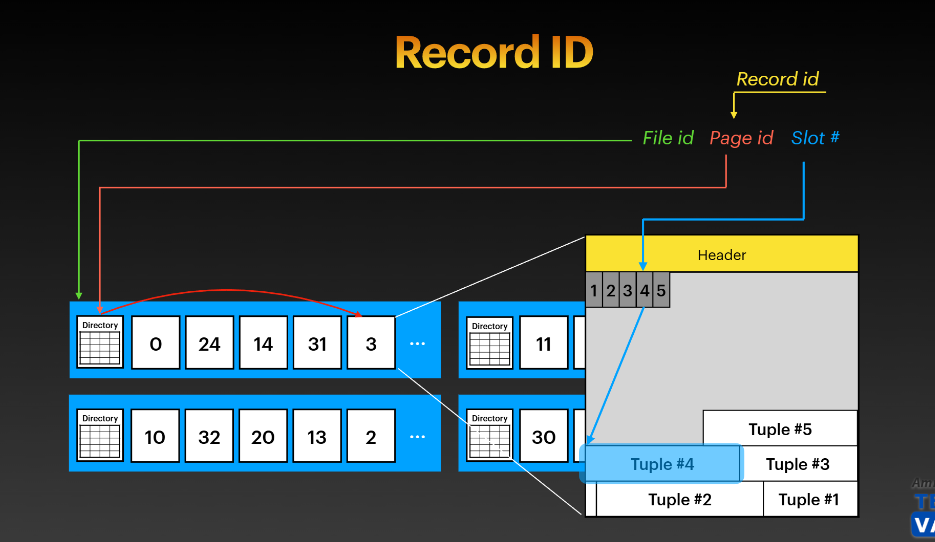 Record ID
Record id
File id Page id Slot #
Header
1 2 3 4 5
Directory 0 24 14 31 3 ...
Directory 11
Tuple #5
Directory 10 32 20 13 2 ...
Directory 30
Tuple #4 Tuple #3
Tuple #2 Tuple #1